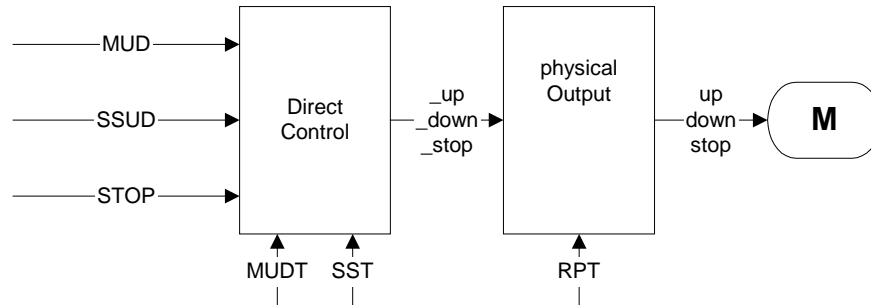 MUD
SSUD
STOP
Direct
Control
_up
_down
_stop
physical
Output
up
down
stop
M
MUDT
SST
RPT